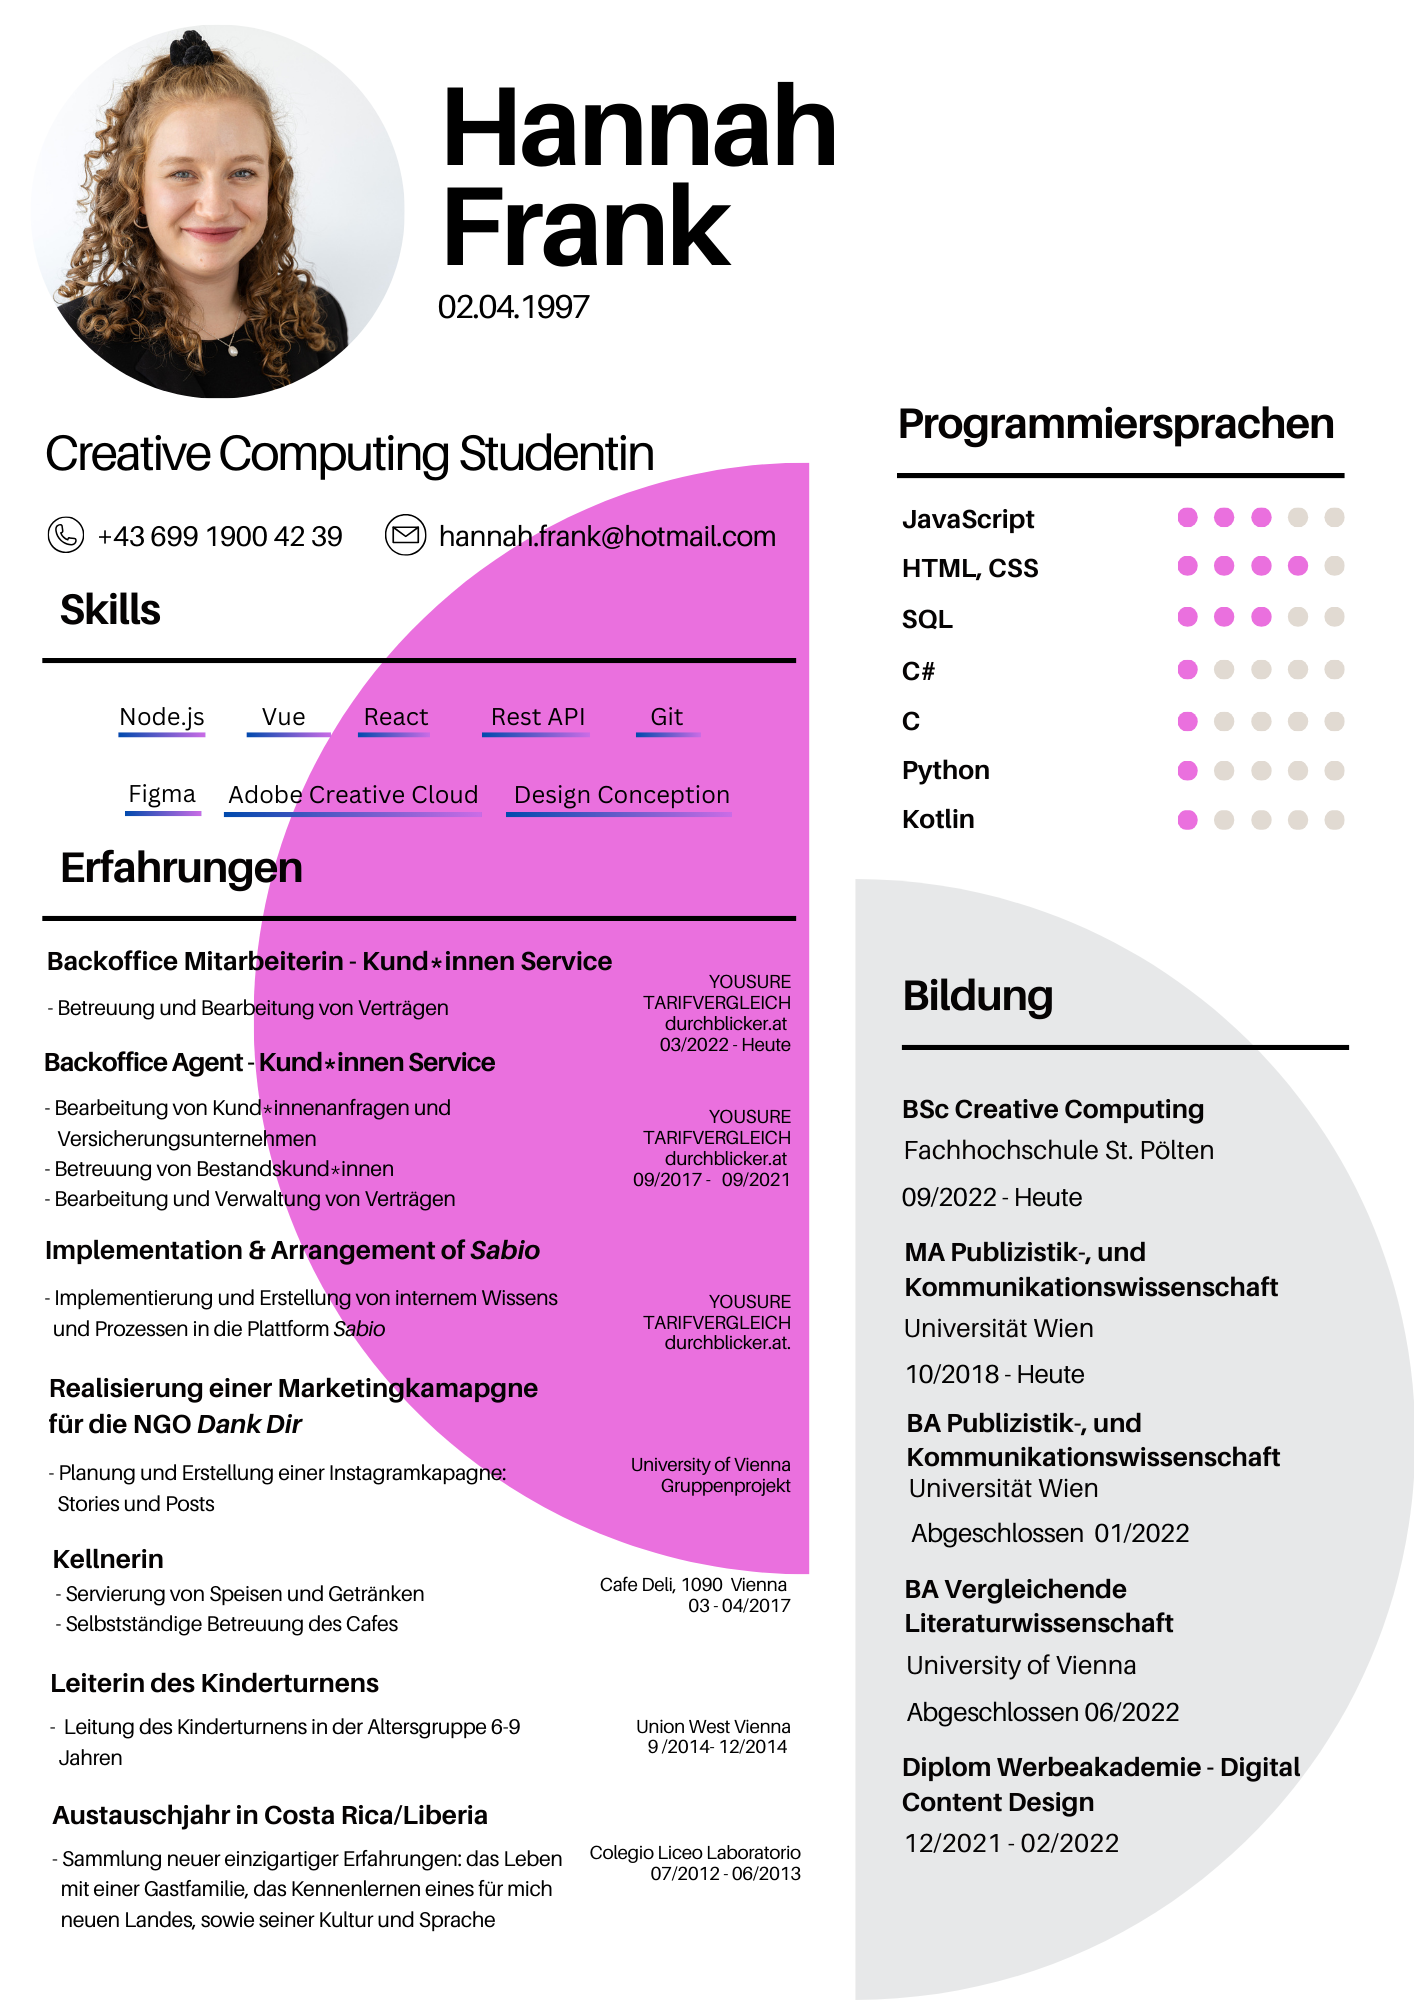 Hannah
Frank
02.04.1997
Creative Computing Studentin
+43 699 1900 42 39
hannah.frank@hotmail.com
Skills
Node.js
Vue
React
Rest API
Git
Figma
Adobe Creative Cloud
Design Conception
Erfahrungen
Backoffice Mitarbeiterin - Kund*innen Service
- Betreuung und Bearbeitung von Verträgen
YOUSURE
TARIFVERGLEICH
durchblicker.at
03/2022 - Heute
Backoffice Agent - Kund*innen Service
- Bearbeitung von Kund*innenanfragen und
Versicherungsunternehmen
- Betreuung von Bestandskund*innen
- Bearbeitung und Verwaltung von Verträgen
YOUSURE
TARIFVERGLEICH
durchblicker.at
09/2017 - 09/2021
Implementation & Arrangement of Sabio
- Implementierung und Erstellung von internem Wissens
und Prozessen in die Plattform Sabio
YOUSURE
TARIFVERGLEICH
durchblicker.at.
Realisierung einer Marketingkamapgne
für die NGO Dank Dir
- Planung und Erstellung einer Instagramkapagne:
Stories und Posts
University of Vienna
Gruppenprojekt
Kellnerin
- Servierung von Speisen und Getränken
- Selbstständige Betreuung des Cafes
Cafe Deli, 1090 Vienna
03 - 04/2017
Leiterin des Kinderturnens
- Leitung des Kinderturnens in der Altersgruppe 6-9
Jahren
Union West Vienna
9 /2014- 12/2014
Austauschjahr in Costa Rica/Liberia
- Sammlung neuer einzigartiger Erfahrungen: das Leben
mit einer Gastfamilie, das Kennenlernen eines für mich
neuen Landes, sowie seiner Kultur und Sprache
Colegio Liceo Laboratorio
07/2012 - 06/2013
Programmiersprachen
JavaScript
HTML, CSS
SQL
C#
C
Python
Kotlin
Bildung
BSc Creative Computing
Fachhochschule St. Pölten
09/2022 - Heute
MA Publizistik-, und
Kommunikationswissenschaft
Universität Wien
10/2018 - Heute
BA Publizistik-, und
Kommunikationswissenschaft
Universität Wien
Abgeschlossen 01/2022
BA Vergleichende
Literaturwissenschaft
University of Vienna
Abgeschlossen 06/2022
Diplom Werbeakademie - Digital
Content Design
12/2021 - 02/2022